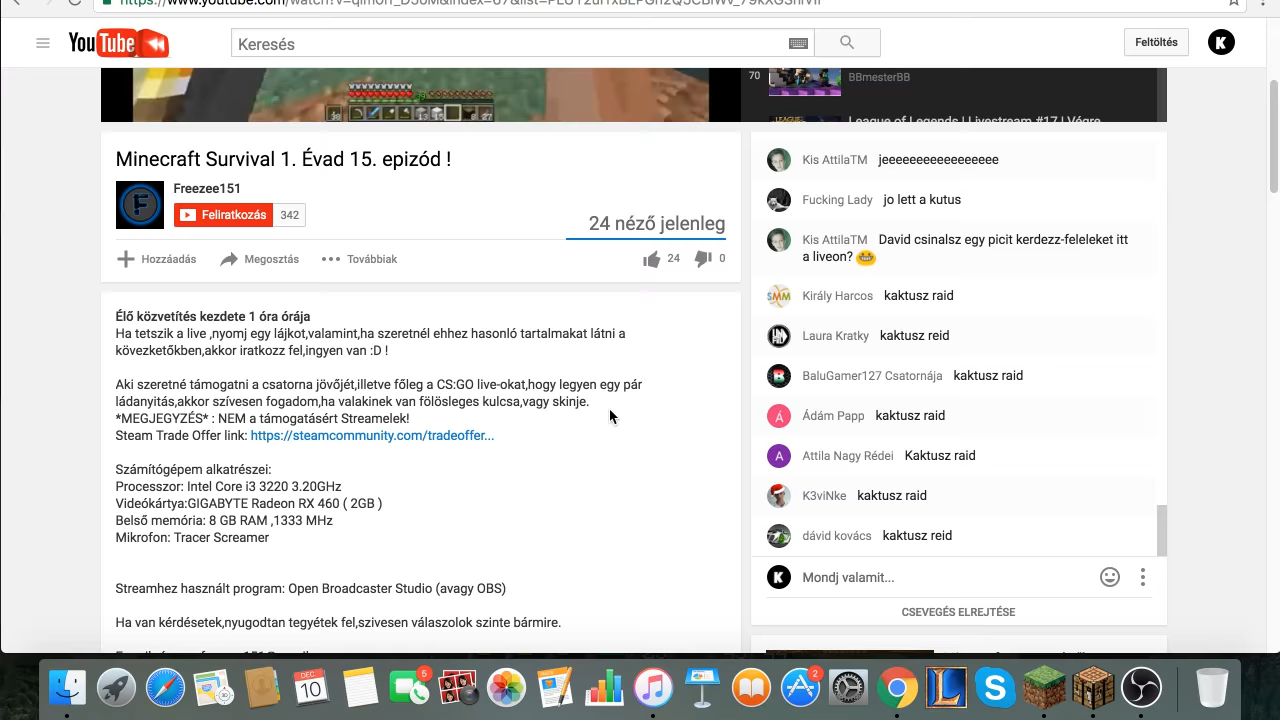 YouTube
Keresés
Feltöltés
K
70
BBmesterBB
League of Legends | Livestream #17 | Végre
Minecraft Survival 1. Évad 15. epizód !
Freezee151
Feliratkozás 342
24 néző jelenleg
Hozzáadás Megosztás Továbbiak 24 0
Élő közvetítés kezdete 1 óra órája
Ha tetszik a live ,nyomj egy lájkot,valamint,ha szeretnél ehhez hasonló tartalmakat látni a
kövezketőkben,akkor iratkozz fel,ingyen van :D !
Aki szeretné támogatni a csatorna jövőjét,illetve főleg a CS:GO live-okat,hogy legyen egy pár
ládanyitás,akkor szívesen fogadom,ha valakinek van fölösleges kulcsa,vagy skinje.
*MEGJEGYZÉS* : NEM a támogatásért Streamelek!
Steam Trade Offer link: https://steamcommunity.com/tradeoffer...
Számítógépem alkatrészei:
Processzor: Intel Core i3 3220 3.20GHz
Videókártya:GIGABYTE Radeon RX 460 ( 2GB )
Belső memória: 8 GB RAM ,1333 MHz
Mikrofon: Tracer Screamer
Streamhez használt program: Open Broadcaster Studio (avagy OBS)
Ha van kérdésetek,nyugodtan tegyétek fel,szivesen válaszolok szinte bármire.
Kis AttilaTM jeeeeeeeeeeeeeeeee
Fucking Lady jo lett a kutus
Kis AttilaTM David csinalsz egy picit kerdezz-feleleket itt
a liveon?
Király Harcos kaktusz raid
Laura Kratky kaktusz reid
BaluGamer127 Csatornája kaktusz raid
Á Ádám Papp kaktusz raid
A Attila Nagy Rédei Kaktusz raid
K3viNke kaktusz raid
dávid kovács kaktusz reid
K Mondj valamit...
CSEVEGÉS ELREJTÉSE
DEC
10
5
2